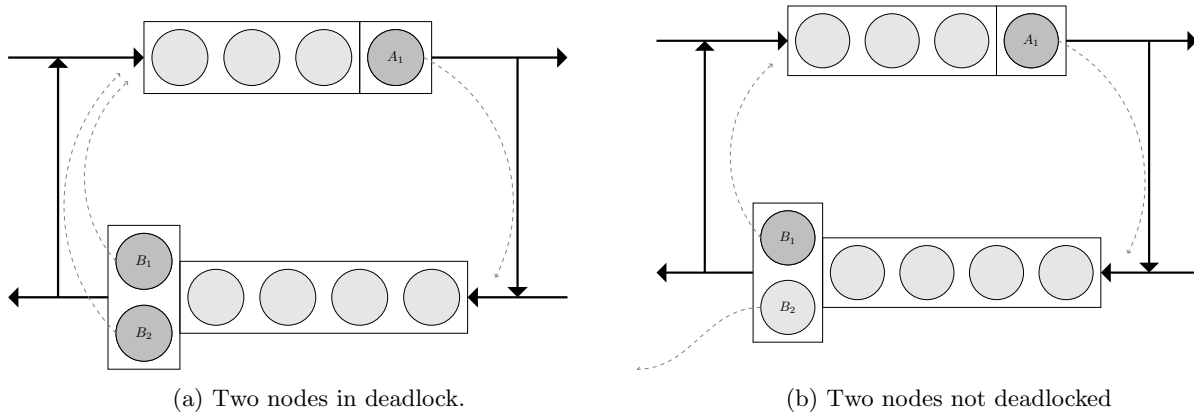 A1
A1
B1
B2
B1
B2
(a) Two nodes in deadlock.
(b) Two nodes not deadlocked